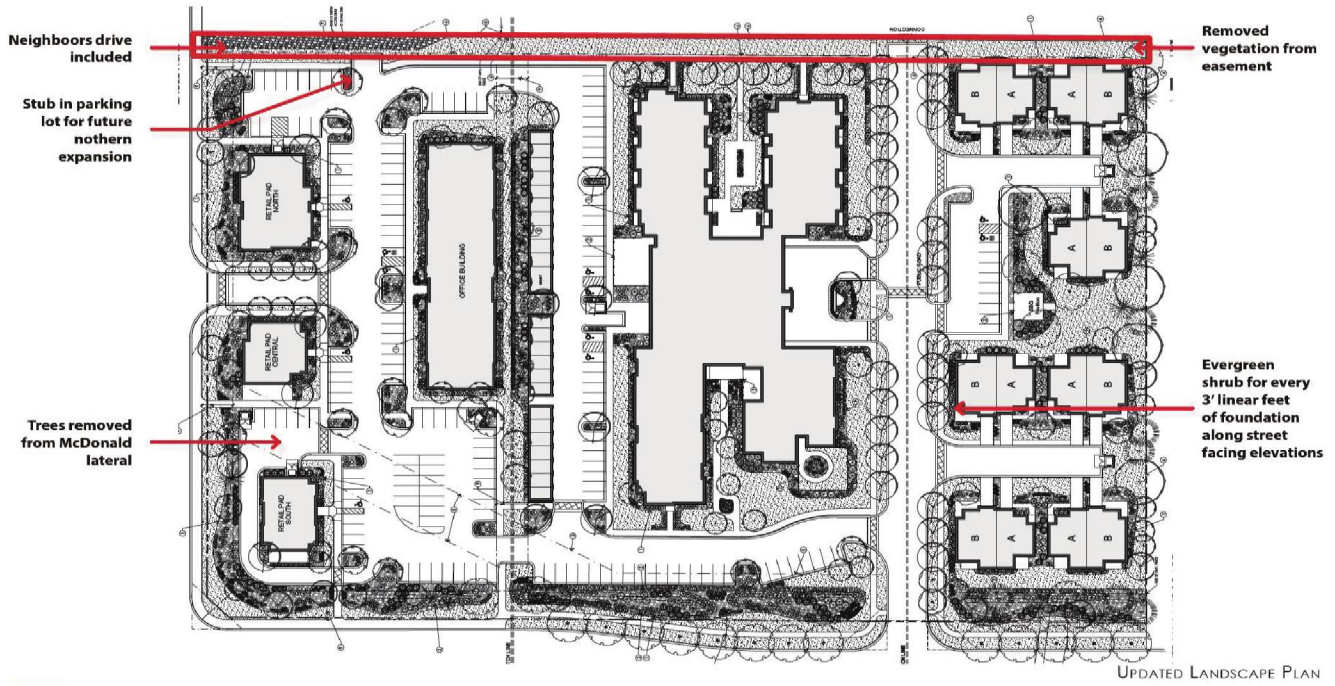 Neighboors drive
included
Stub in parking
lot for future
nothern
expansion
Trees removed
from McDonald
lateral
Removed
vegetation from
easement
Evergreen
shrub for every
3' linear feet
of foundation
along street
facing elevations
CONNECTION
RETAIL PAD
NORTH
RETAIL PAD
CENTRAL
RETAIL PAD
SOUTH
OFFICE BUILDING
B
A
A
B
A
B
B
A
A
B
B
A
A
B
UPDATED LANDSCAPE PLAN